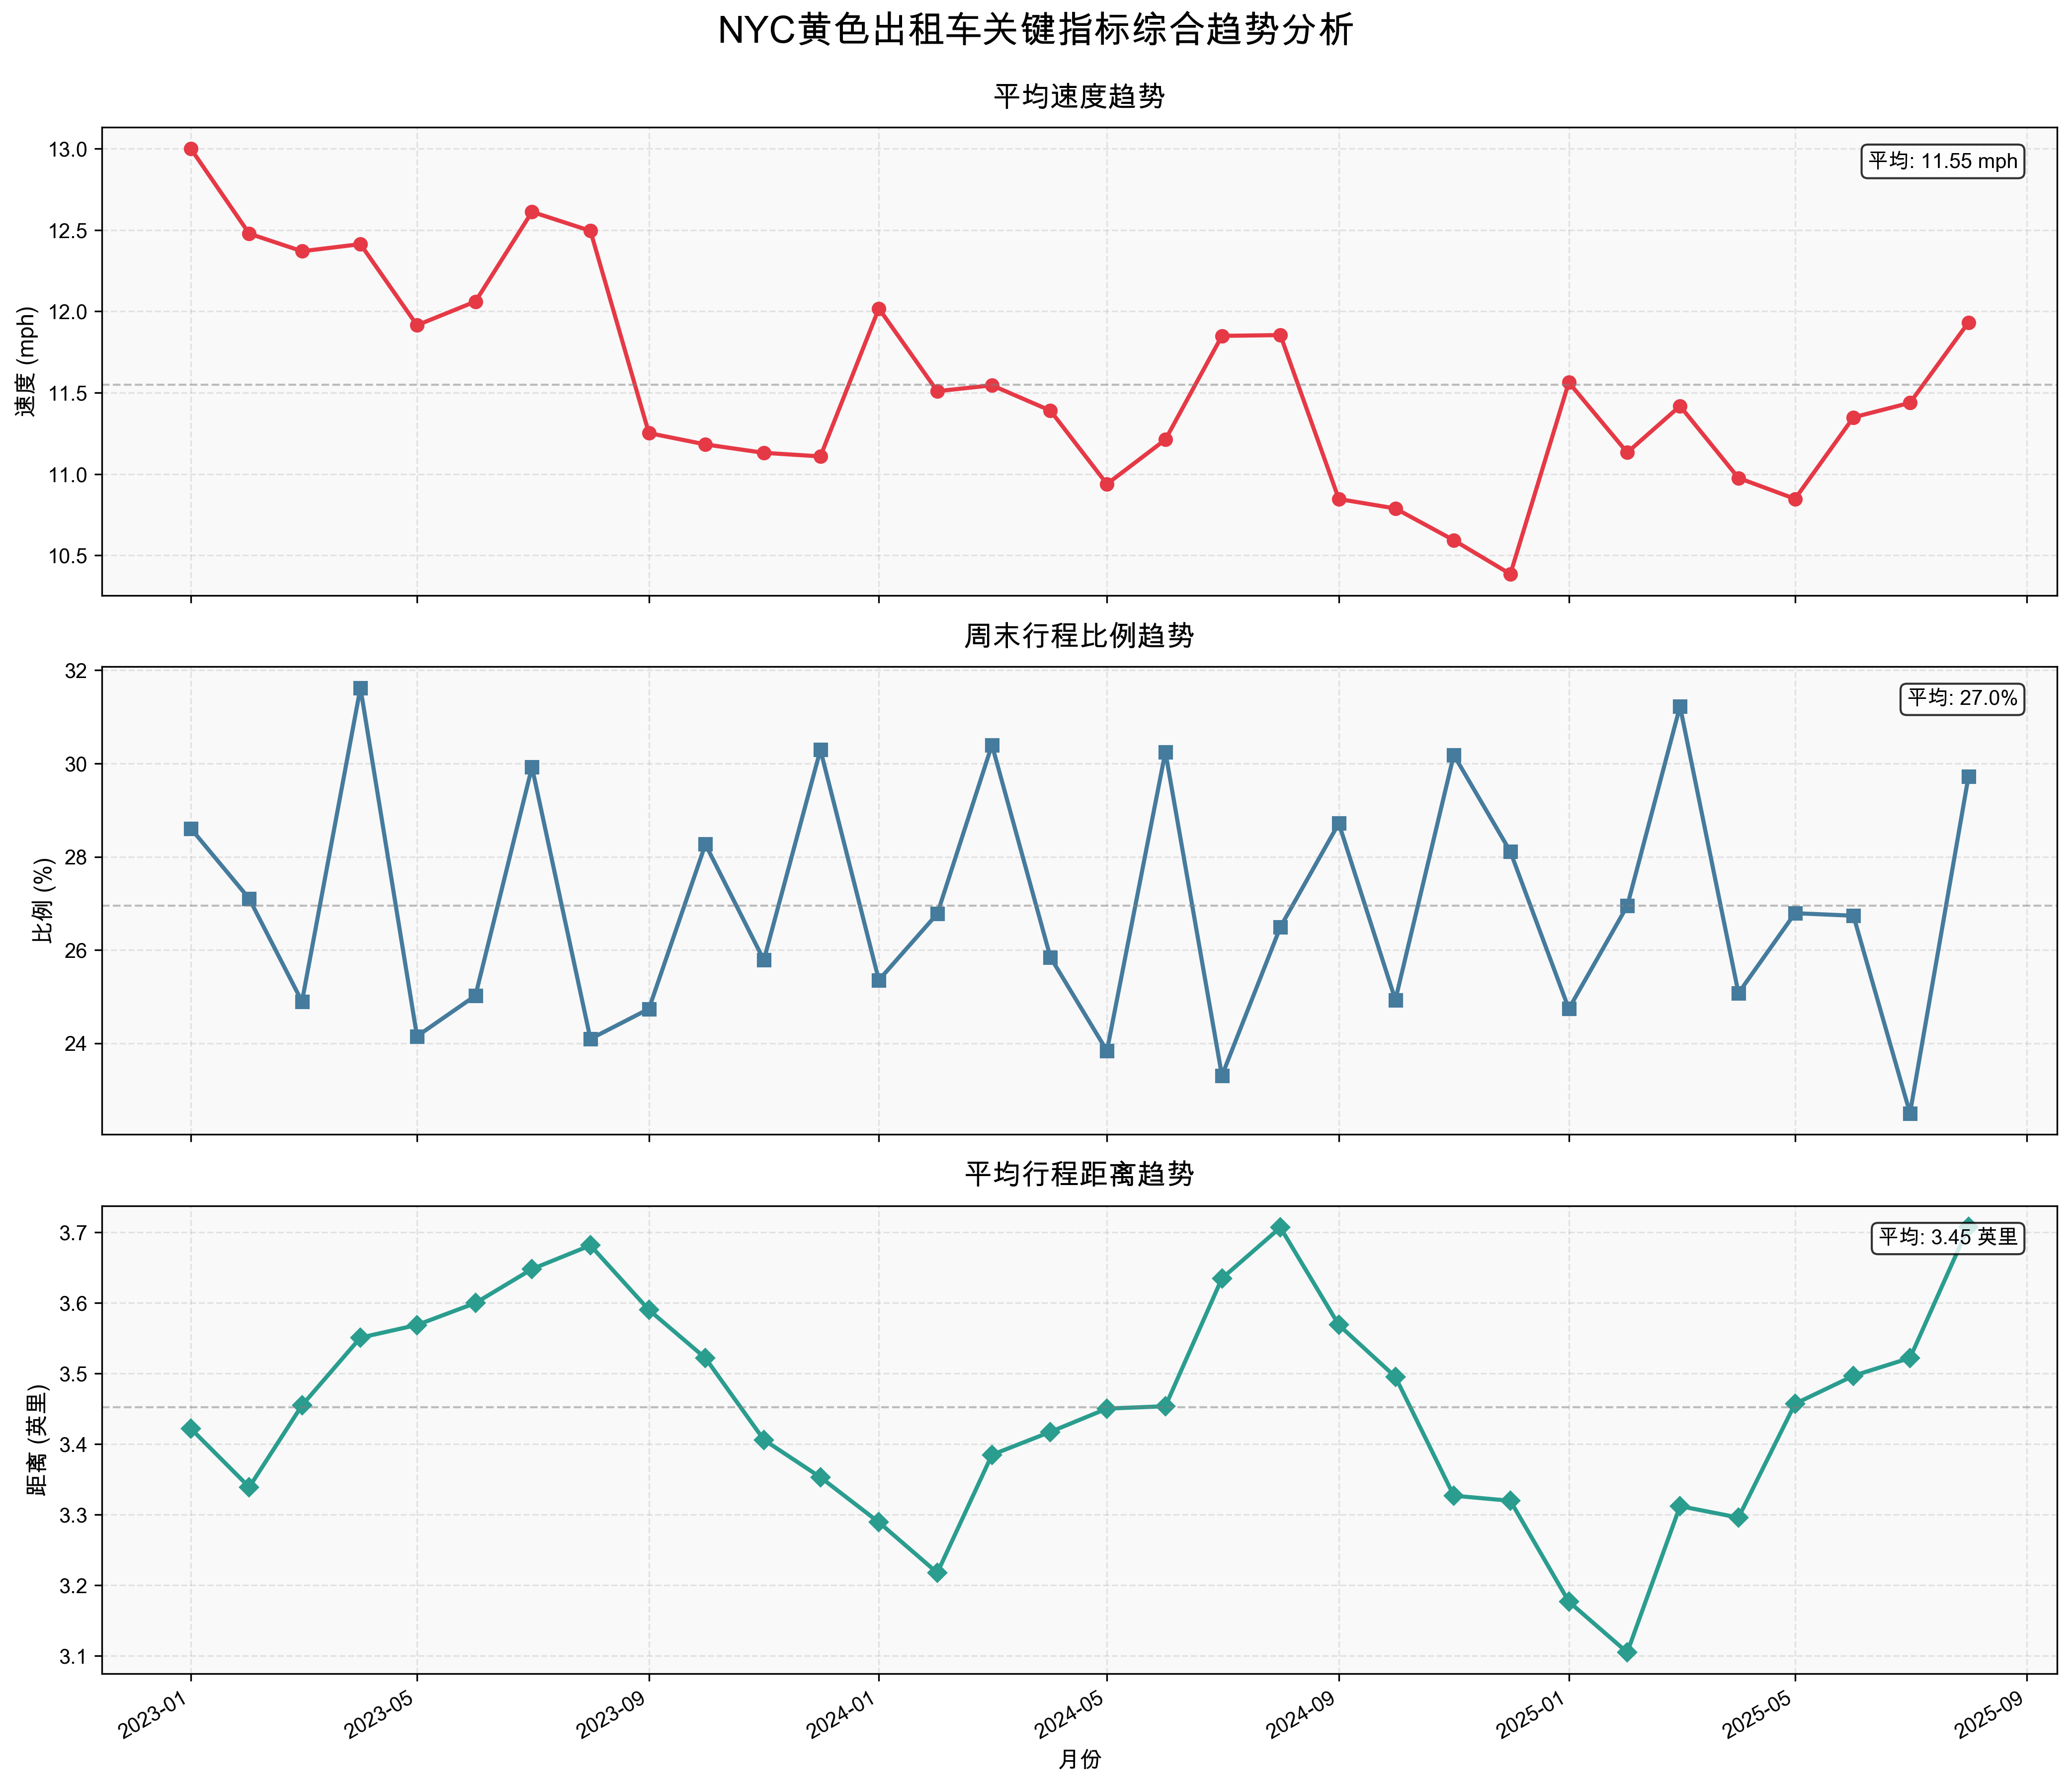 NYC黄色出租车关键指标综合趋势分析
平均速度趋势
速度 (mph)
13.0
12.5
12.0
11.5
11.0
10.5
平均: 11.55 mph
周末行程比例趋势
比例 (%)
32
30
28
26
24
平均: 27.0%
平均行程距离趋势
距离 (英里)
3.7
3.6
3.5
3.4
3.3
3.2
3.1
平均: 3.45 英里
2023-01
2023-05
2023-09
2024-01
2024-05
2024-09
2025-01
2025-05
2025-09
月份